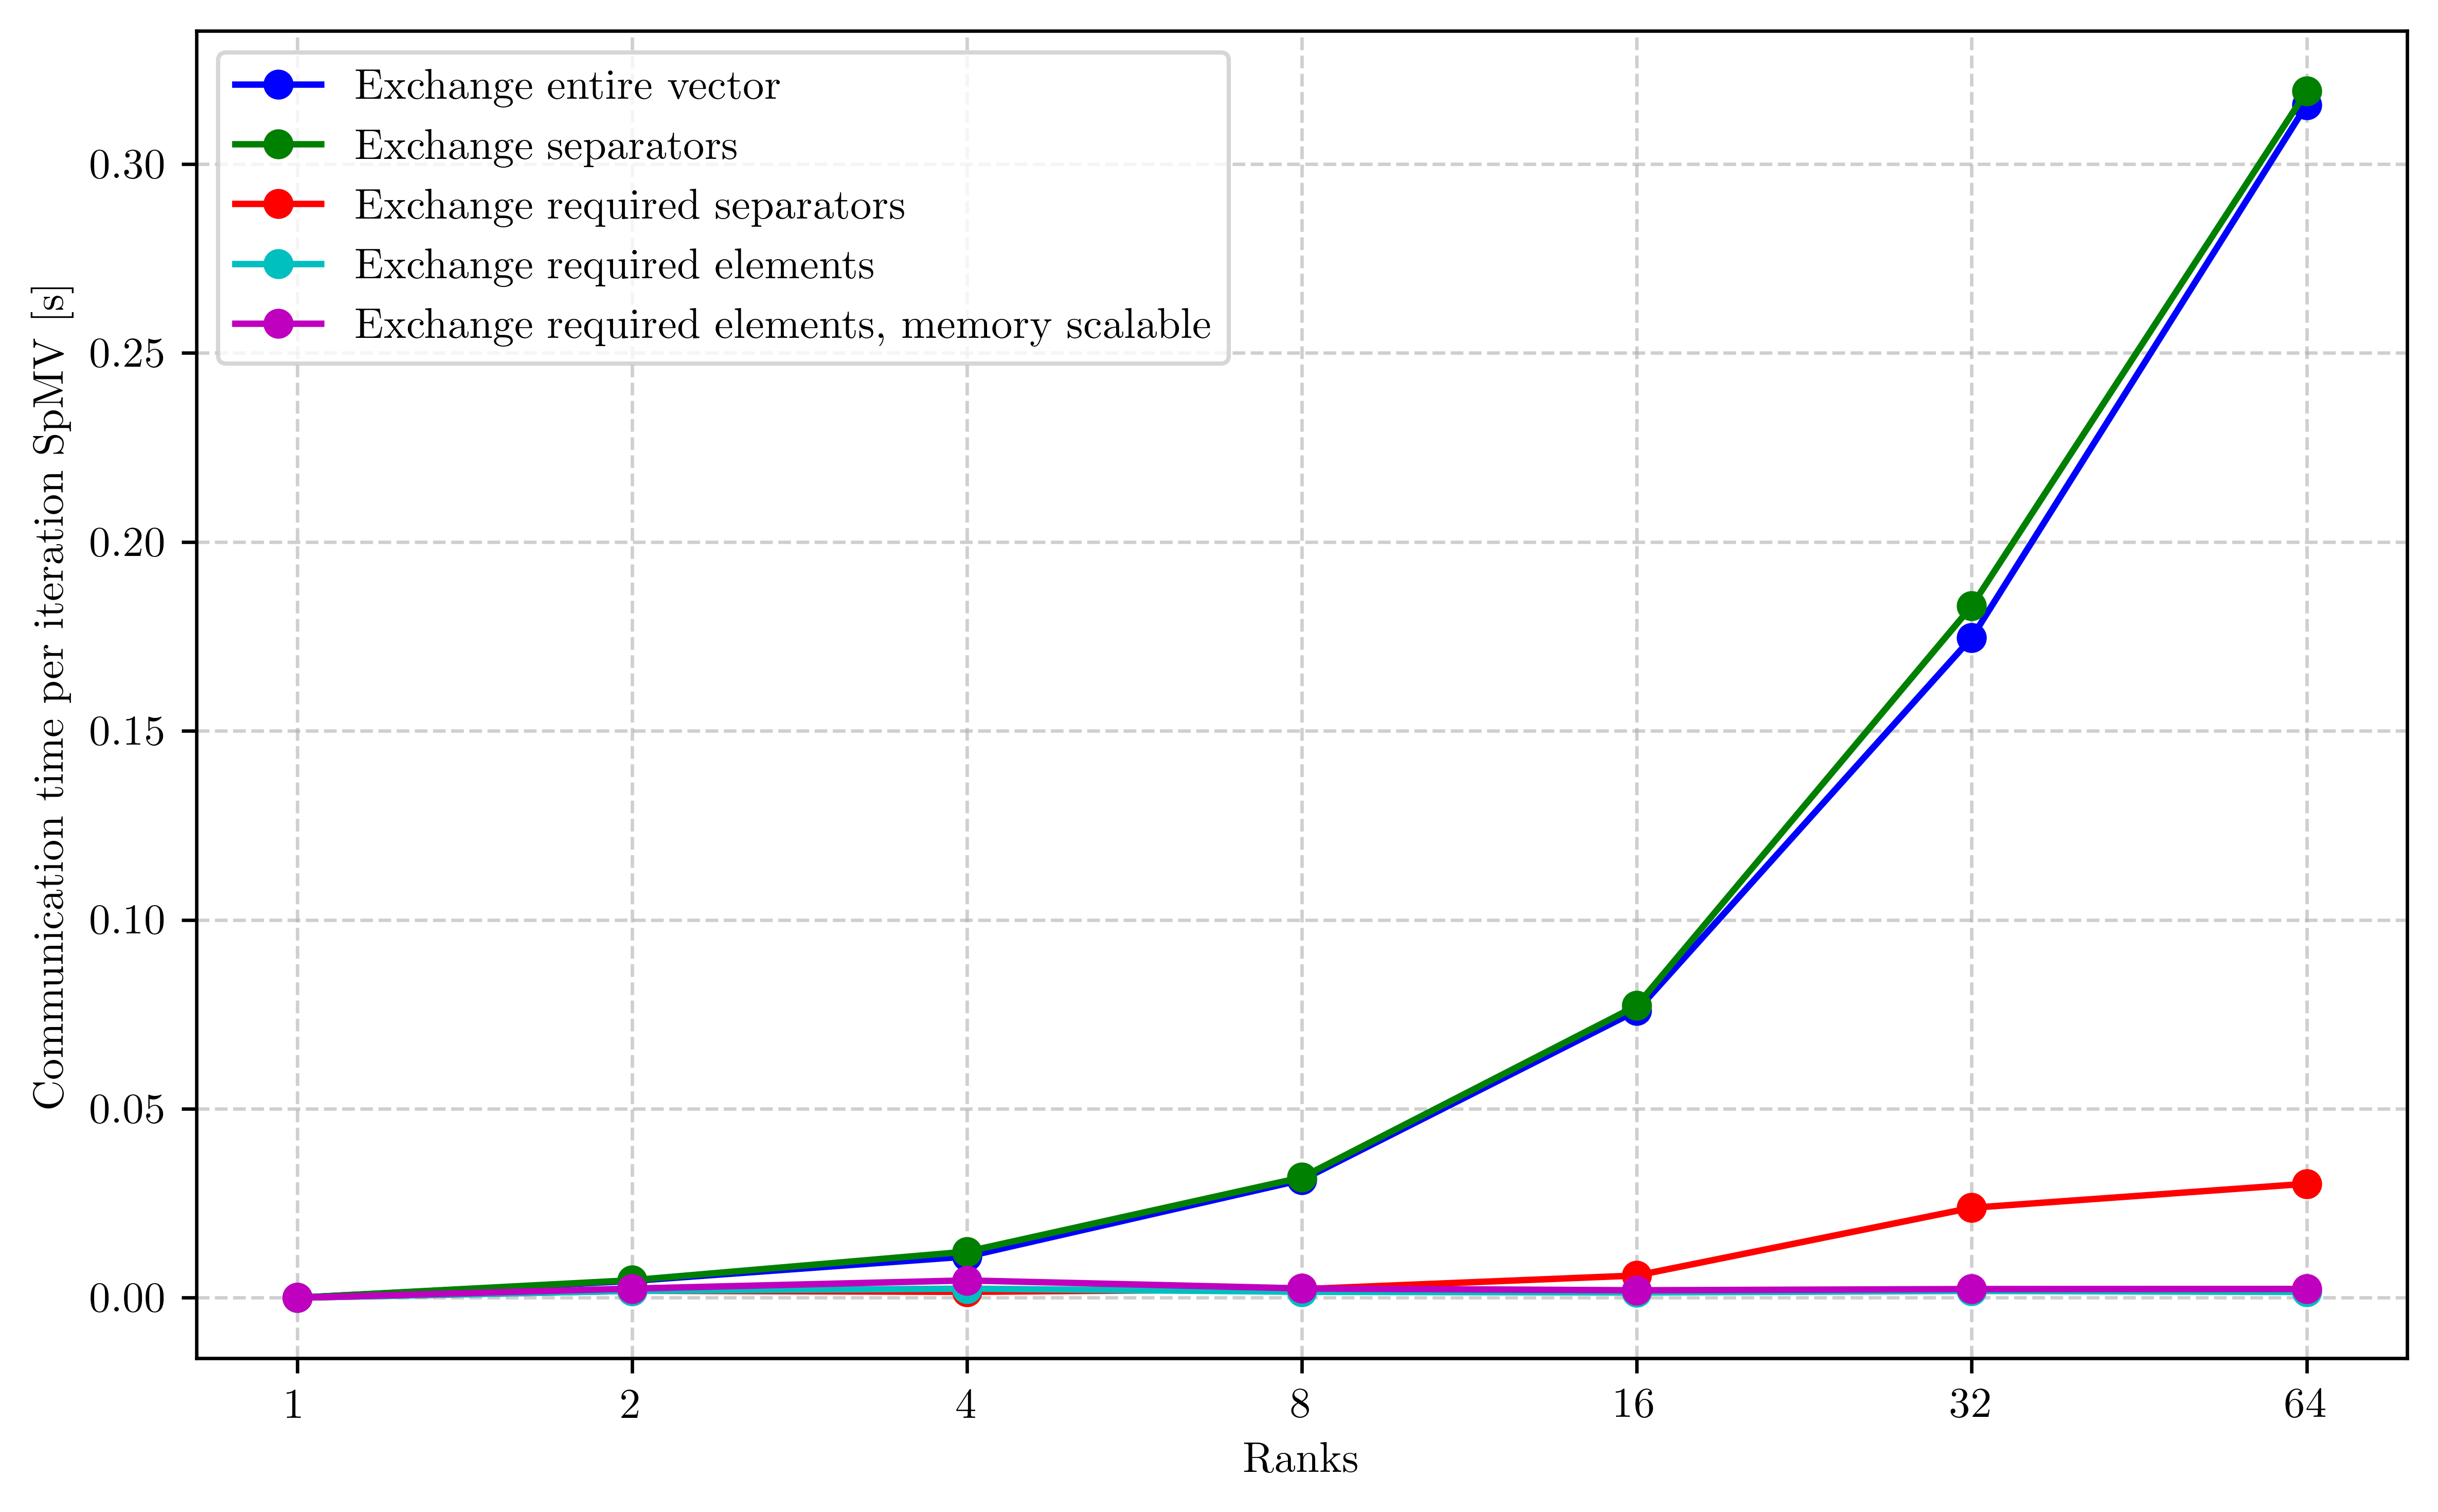 Exchange entire vector
Exchange separators
Exchange required separators
Exchange required elements
Exchange required elements, memory scalable
Communication time per iteration SpMV [s]
0.30
0.25
0.20
0.15
0.10
0.05
0.00
1 2 4 8 16 32 64
Ranks